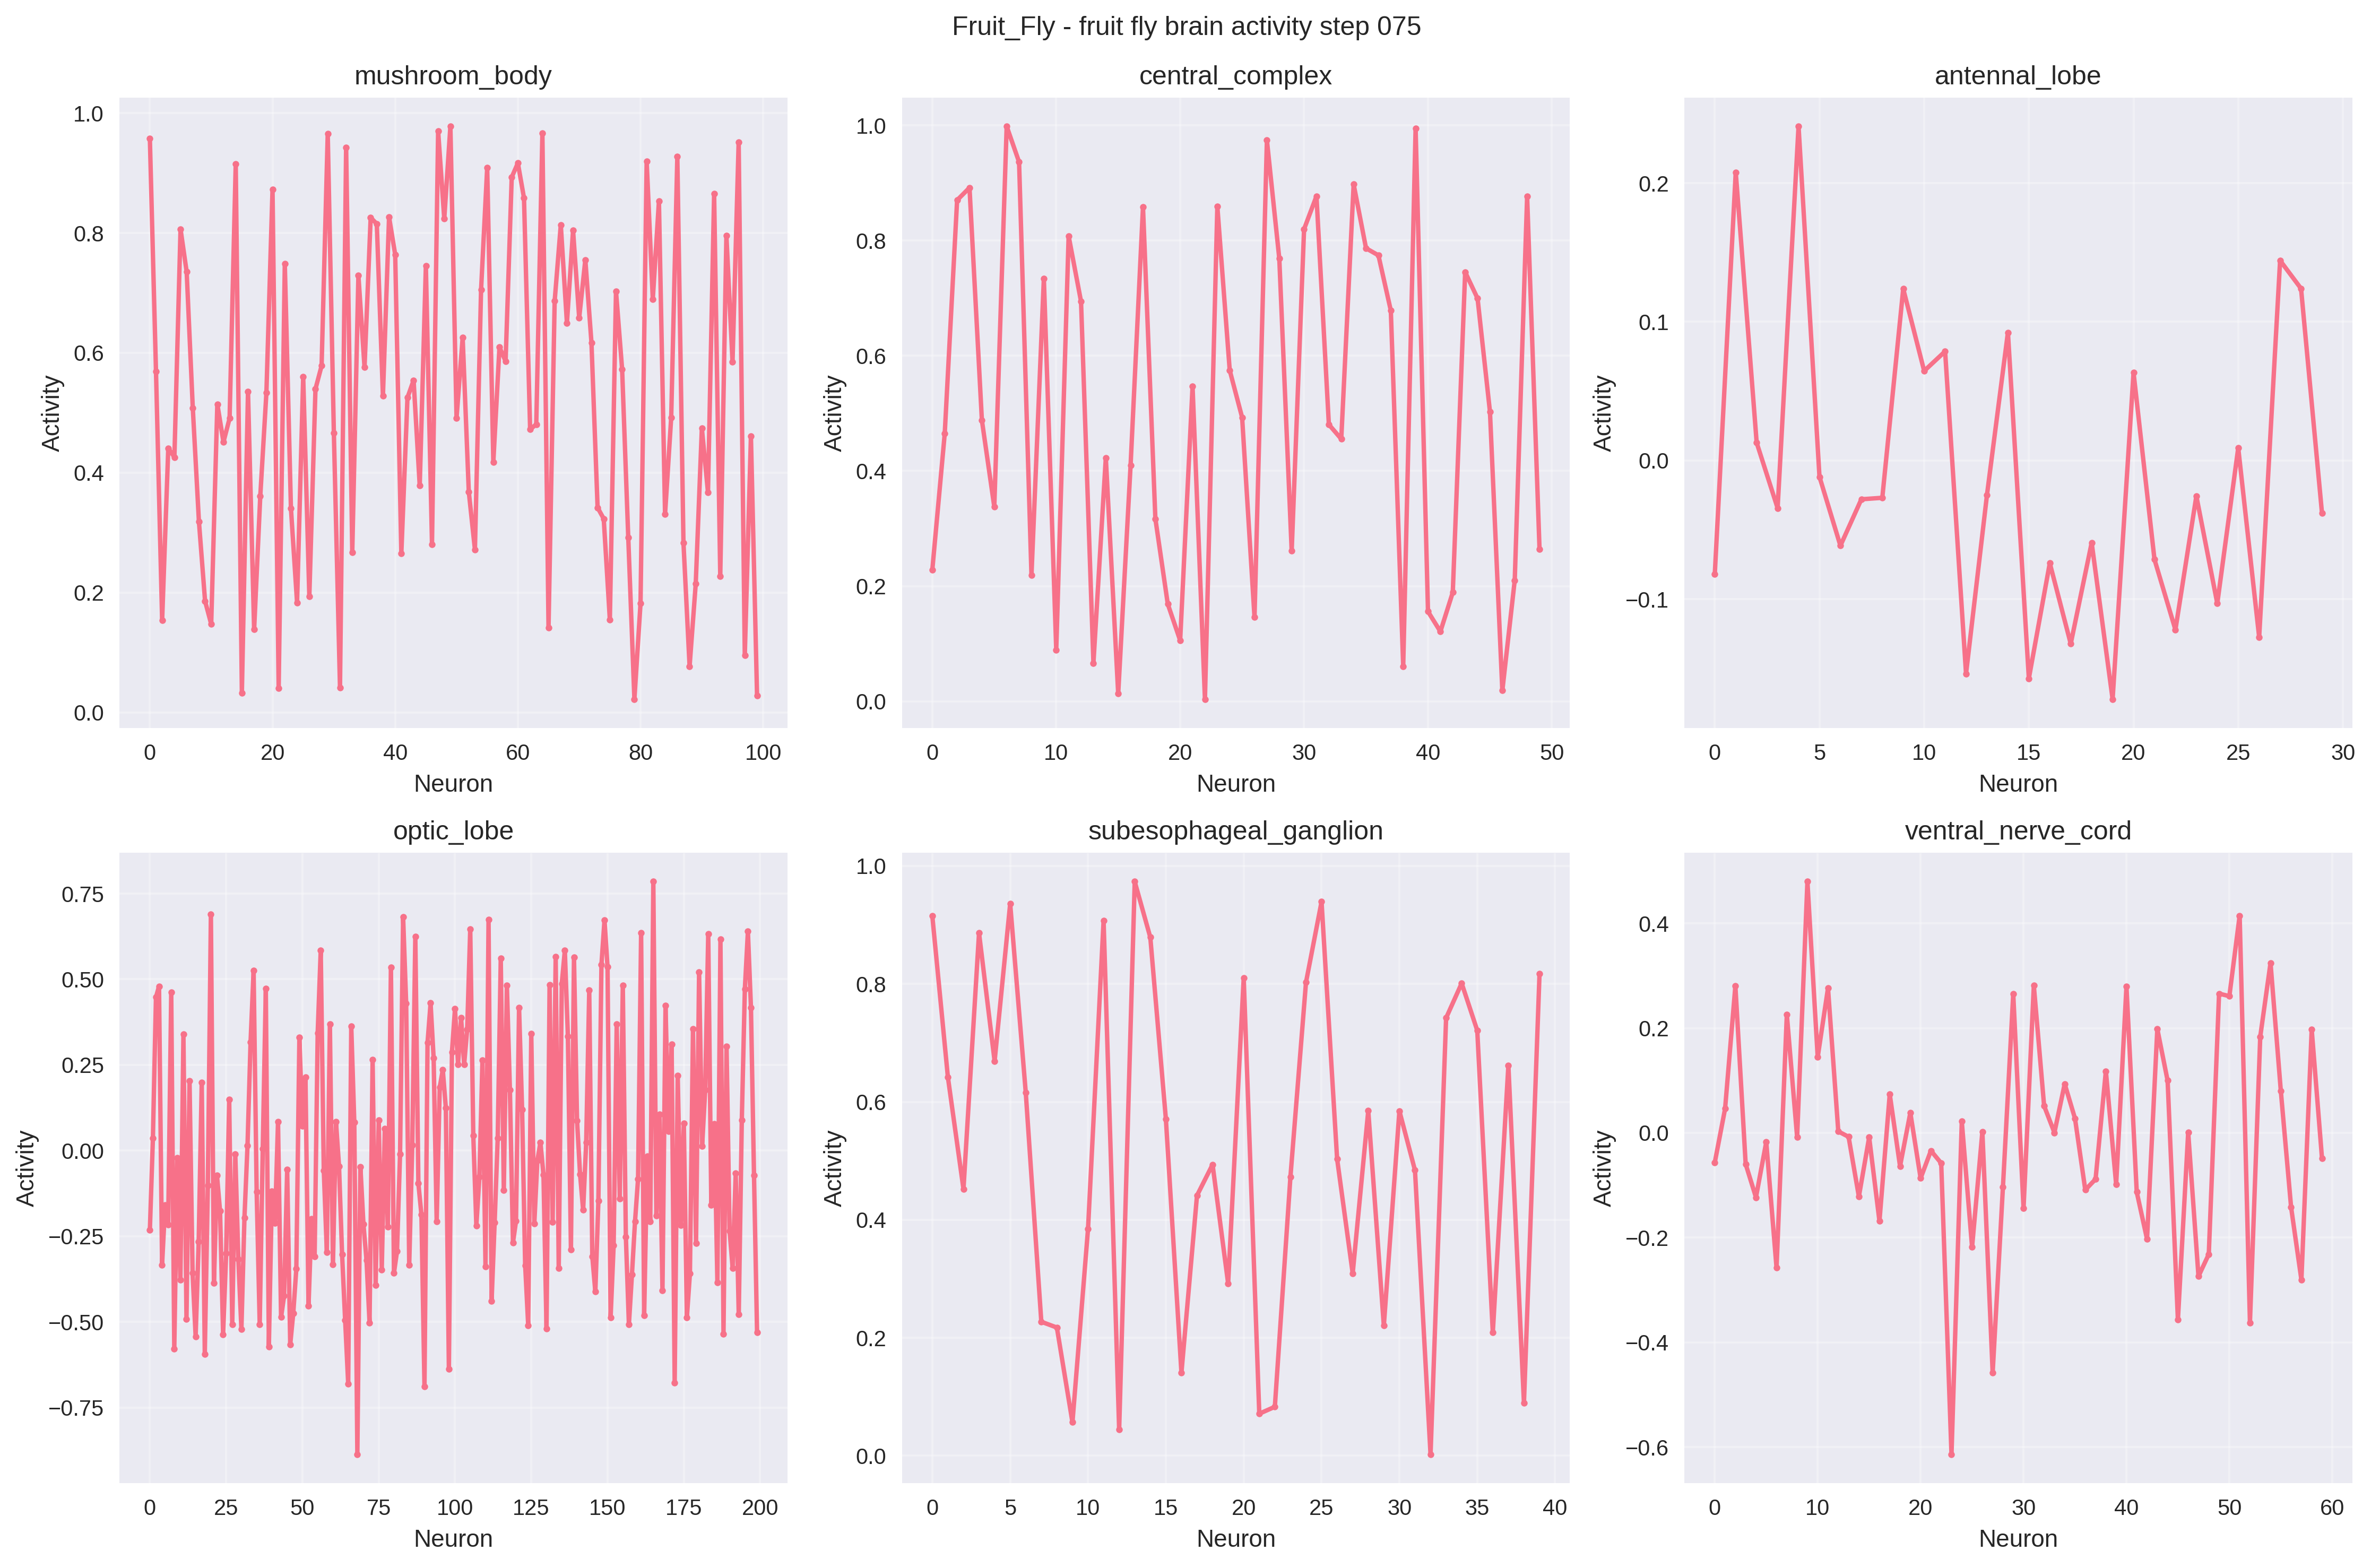 Fruit_Fly - fruit fly brain activity step 075
mushroom_body
1.0
0.8
0.6
0.4
0.2
0.0
Activity
0 20 40 60 80 100
Neuron
central_complex
1.0
0.8
0.6
0.4
0.2
0.0
Activity
0 10 20 30 40 50
Neuron
antennal_lobe
0.2
0.1
0.0
−0.1
Activity
0 5 10 15 20 25 30
Neuron
optic_lobe
0.75
0.50
0.25
0.00
−0.25
−0.50
−0.75
Activity
0 25 50 75 100 125 150 175 200
Neuron
subesophageal_ganglion
1.0
0.8
0.6
0.4
0.2
0.0
Activity
0 5 10 15 20 25 30 35 40
Neuron
ventral_nerve_cord
0.4
0.2
0.0
−0.2
−0.4
−0.6
Activity
0 10 20 30 40 50 60
Neuron